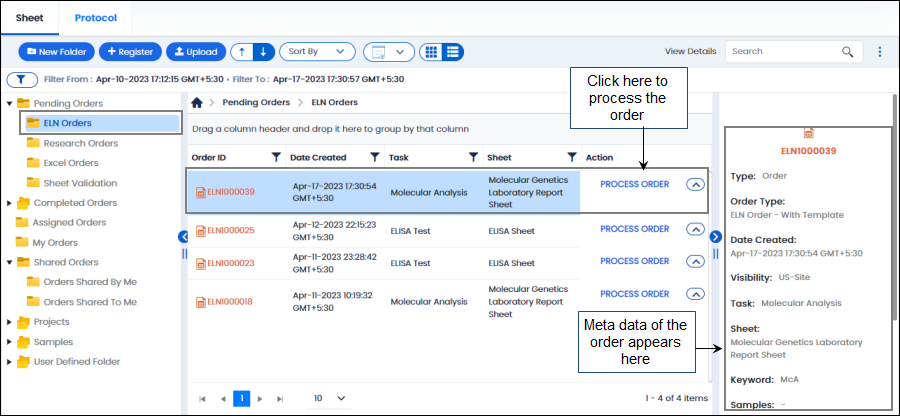 Sheet
Protocol
New Folder
+ Register
Upload
Sort By
View Details
Search
Filter From : Apr-10-2023 17:12:15 GMT+5:30 • Filter To : Apr-17-2023 17:30:57 GMT+5:30
Click here to
process the
order
Pending Orders
ELN Orders
Research Orders
Excel Orders
Sheet Validation
Completed Orders
Assigned Orders
My Orders
Shared Orders
Orders Shared By Me
Orders Shared To Me
Projects
Samples
User Defined Folder
Pending Orders
ELN Orders
Drag a column header and drop it here to group by that column
Order ID
Date Created
Task
Sheet
Action
ELN1000039
Apr-17-2023 17:30:54
GMT+5:30
Molecular Analysis
Molecular Genetics
Laboratory Report
Sheet
PROCESS ORDER
ELN1000025
Apr-12-2023 22:15:23
GMT+5:30
ELISA Test
ELISA Sheet
PROCESS ORDER
ELN1000023
Apr-11-2023 23:28:42
GMT+5:30
ELISA Test
ELISA Sheet
PROCESS ORDER
ELN1000018
Apr-11-2023 10:19:32
GMT+5:30
Molecular Analysis
Molecular Genetics
Laboratory Report
Sheet
PROCESS ORDER
Meta data of the
order appears
here
1
10
1 - 4 of 4 items
ELN1000039
Type: Order
Order Type:
ELN Order - With Template
Date Created:
Apr-17-2023 17:30:54 GMT+5:30
Visibility: US-Site
Task: Molecular Analysis
Sheet:
Molecular Genetics Laboratory
Report Sheet
Keyword: McA
Samples: -